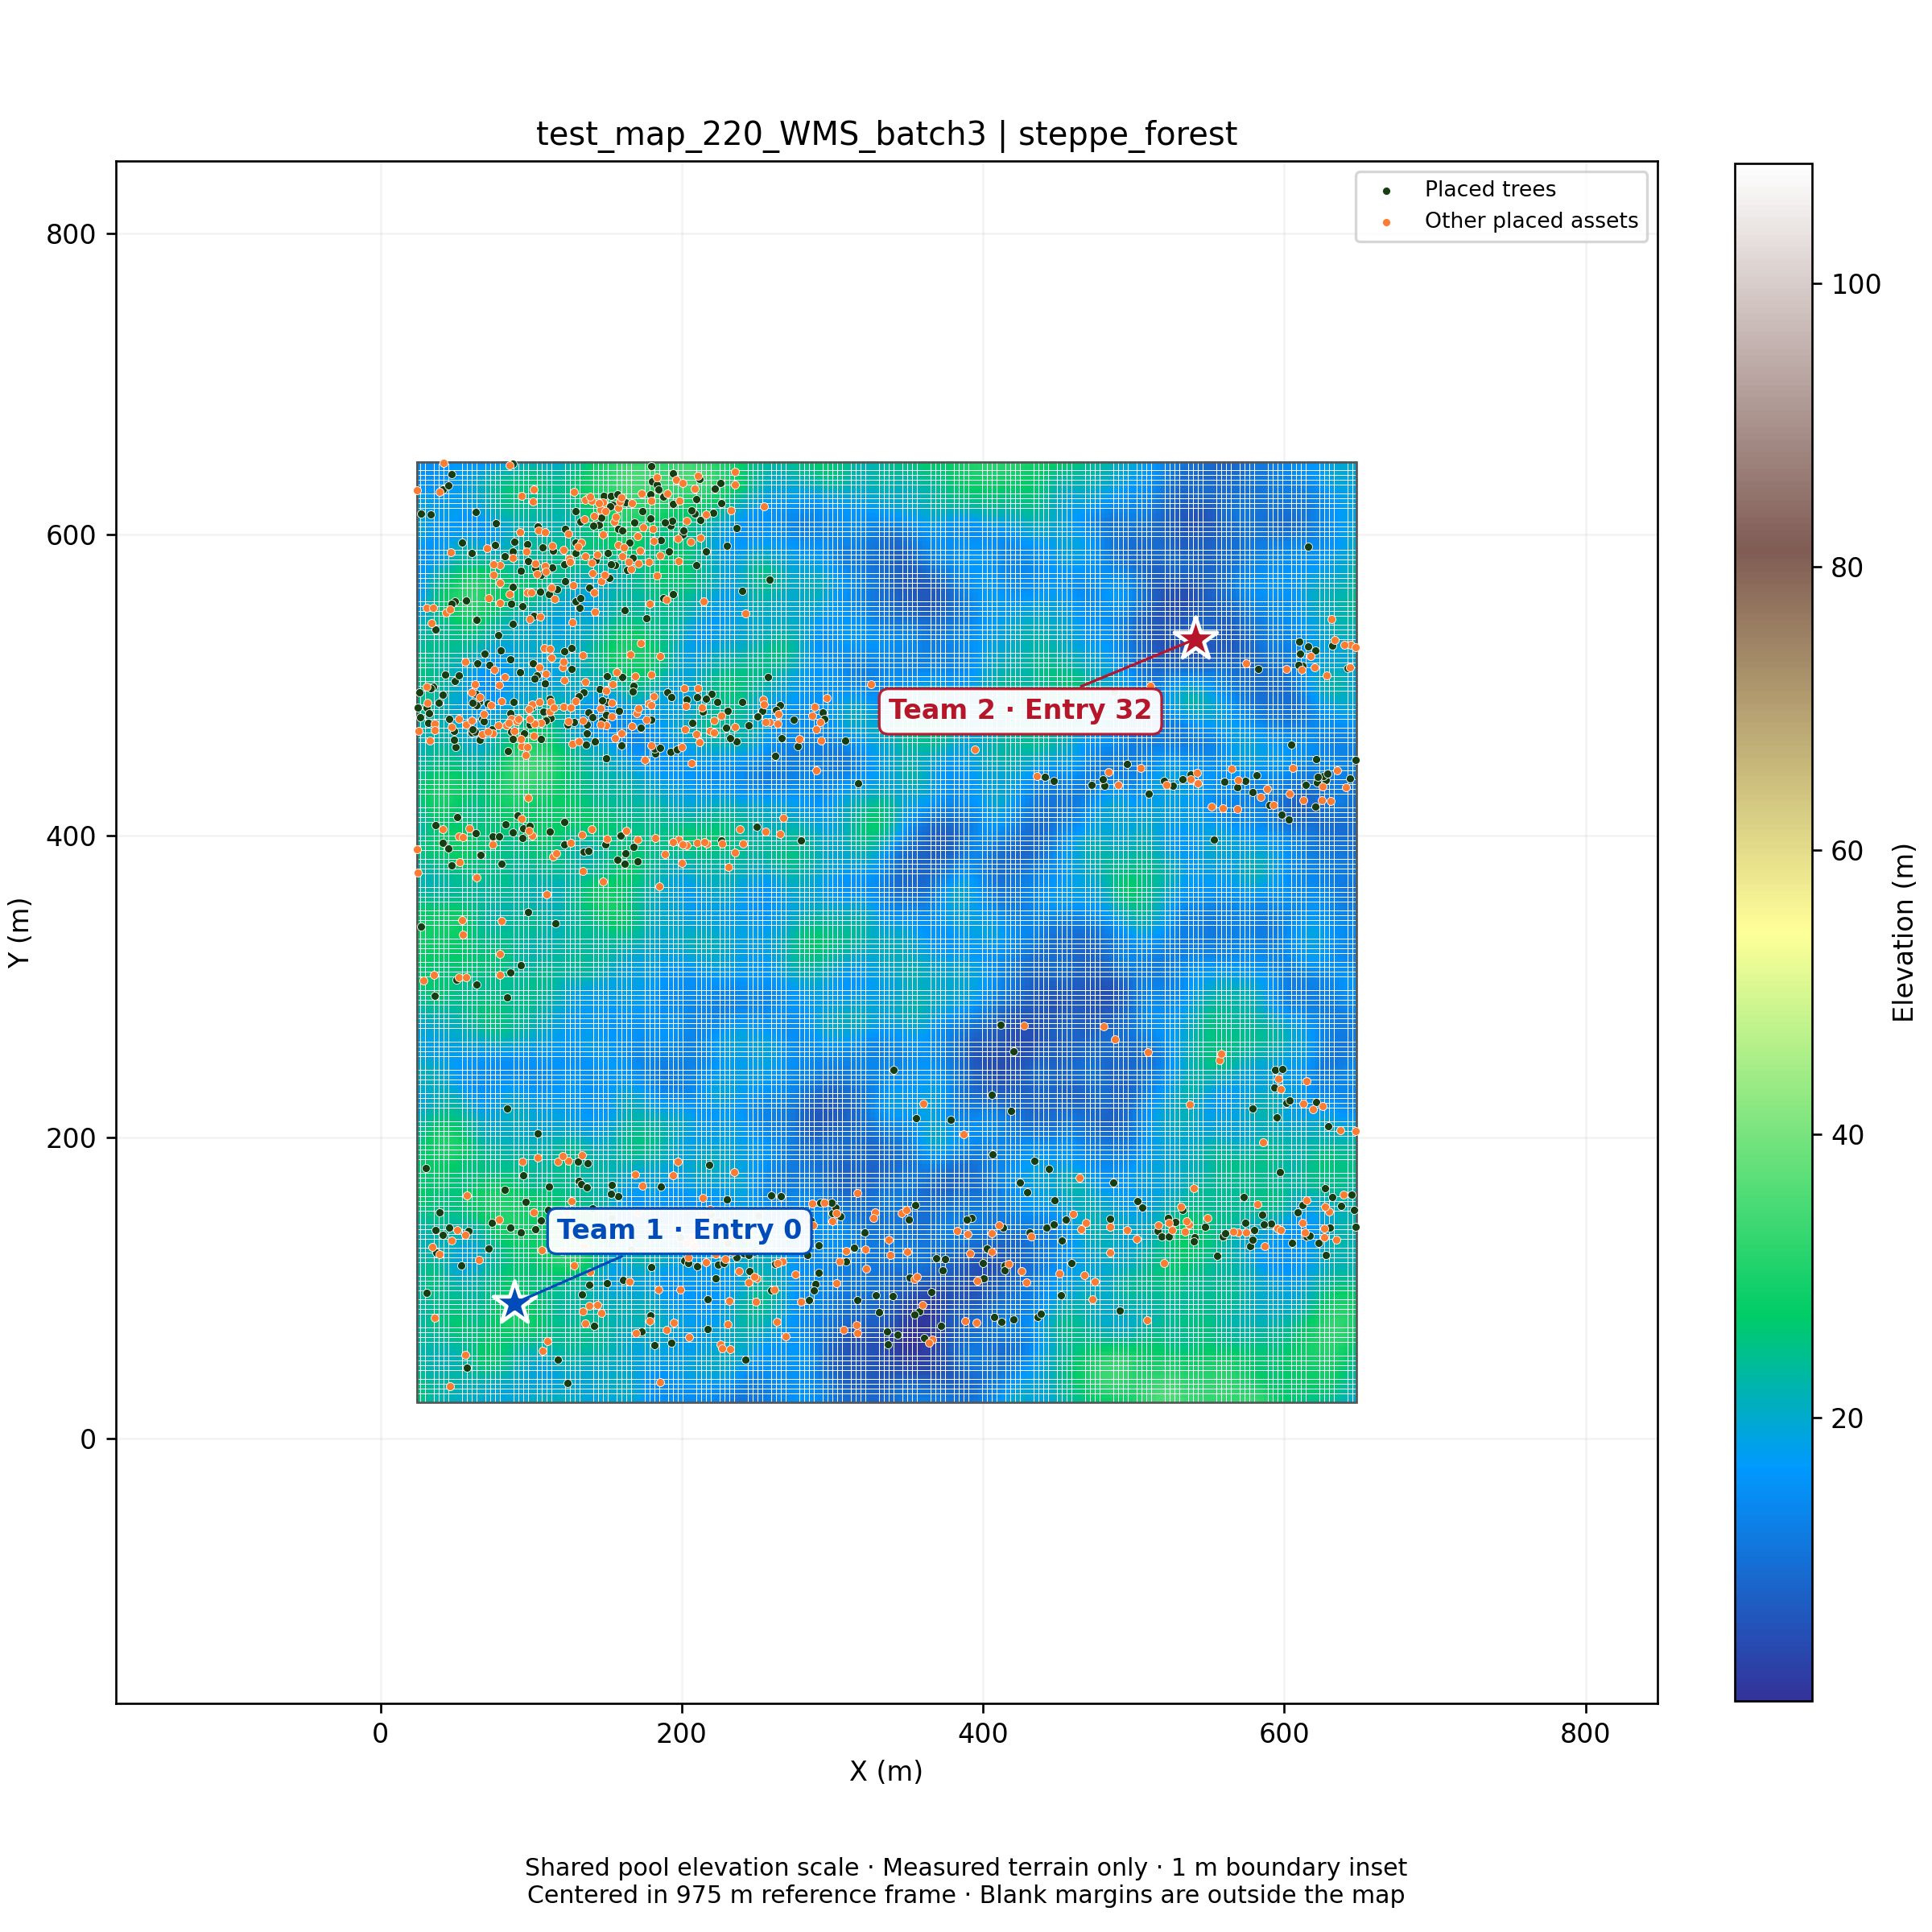 test_map_220_WMS_batch3 | steppe_forest
Placed trees
Other placed assets
800
600
400
200
0
Y (m)
Team 2 · Entry 32
Team 1 · Entry 0
0
200
400
600
800
X (m)
100
80
60
40
20
Elevation (m)
Shared pool elevation scale · Measured terrain only · 1 m boundary inset
Centered in 975 m reference frame · Blank margins are outside the map